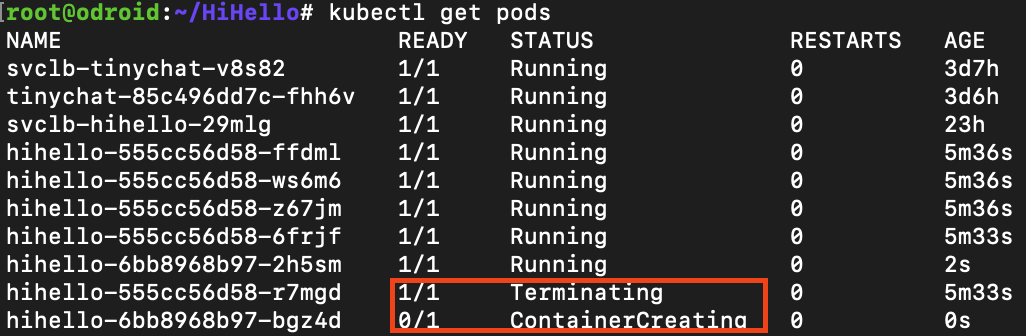 [root@odroid:~/HiHello# kubectl get pods
NAME READY STATUS RESTARTS AGE
svclb-tinychat-v8s82 1/1 Running 0 3d7h
tinychat-85c496dd7c-fhh6v 1/1 Running 0 3d6h
svclb-hihello-29mlg 1/1 Running 0 23h
hihello-555cc56d58-ffdml 1/1 Running 0 5m36s
hihello-555cc56d58-ws6m6 1/1 Running 0 5m36s
hihello-555cc56d58-z67jm 1/1 Running 0 5m36s
hihello-555cc56d58-6frjf 1/1 Running 0 5m33s
hihello-6bb8968b97-2h5sm 1/1 Running 0 2s
hihello-555cc56d58-r7mgd 1/1 Terminating 0 5m33s
hihello-6bb8968b97-bgz4d 0/1 ContainerCreating 0 0s